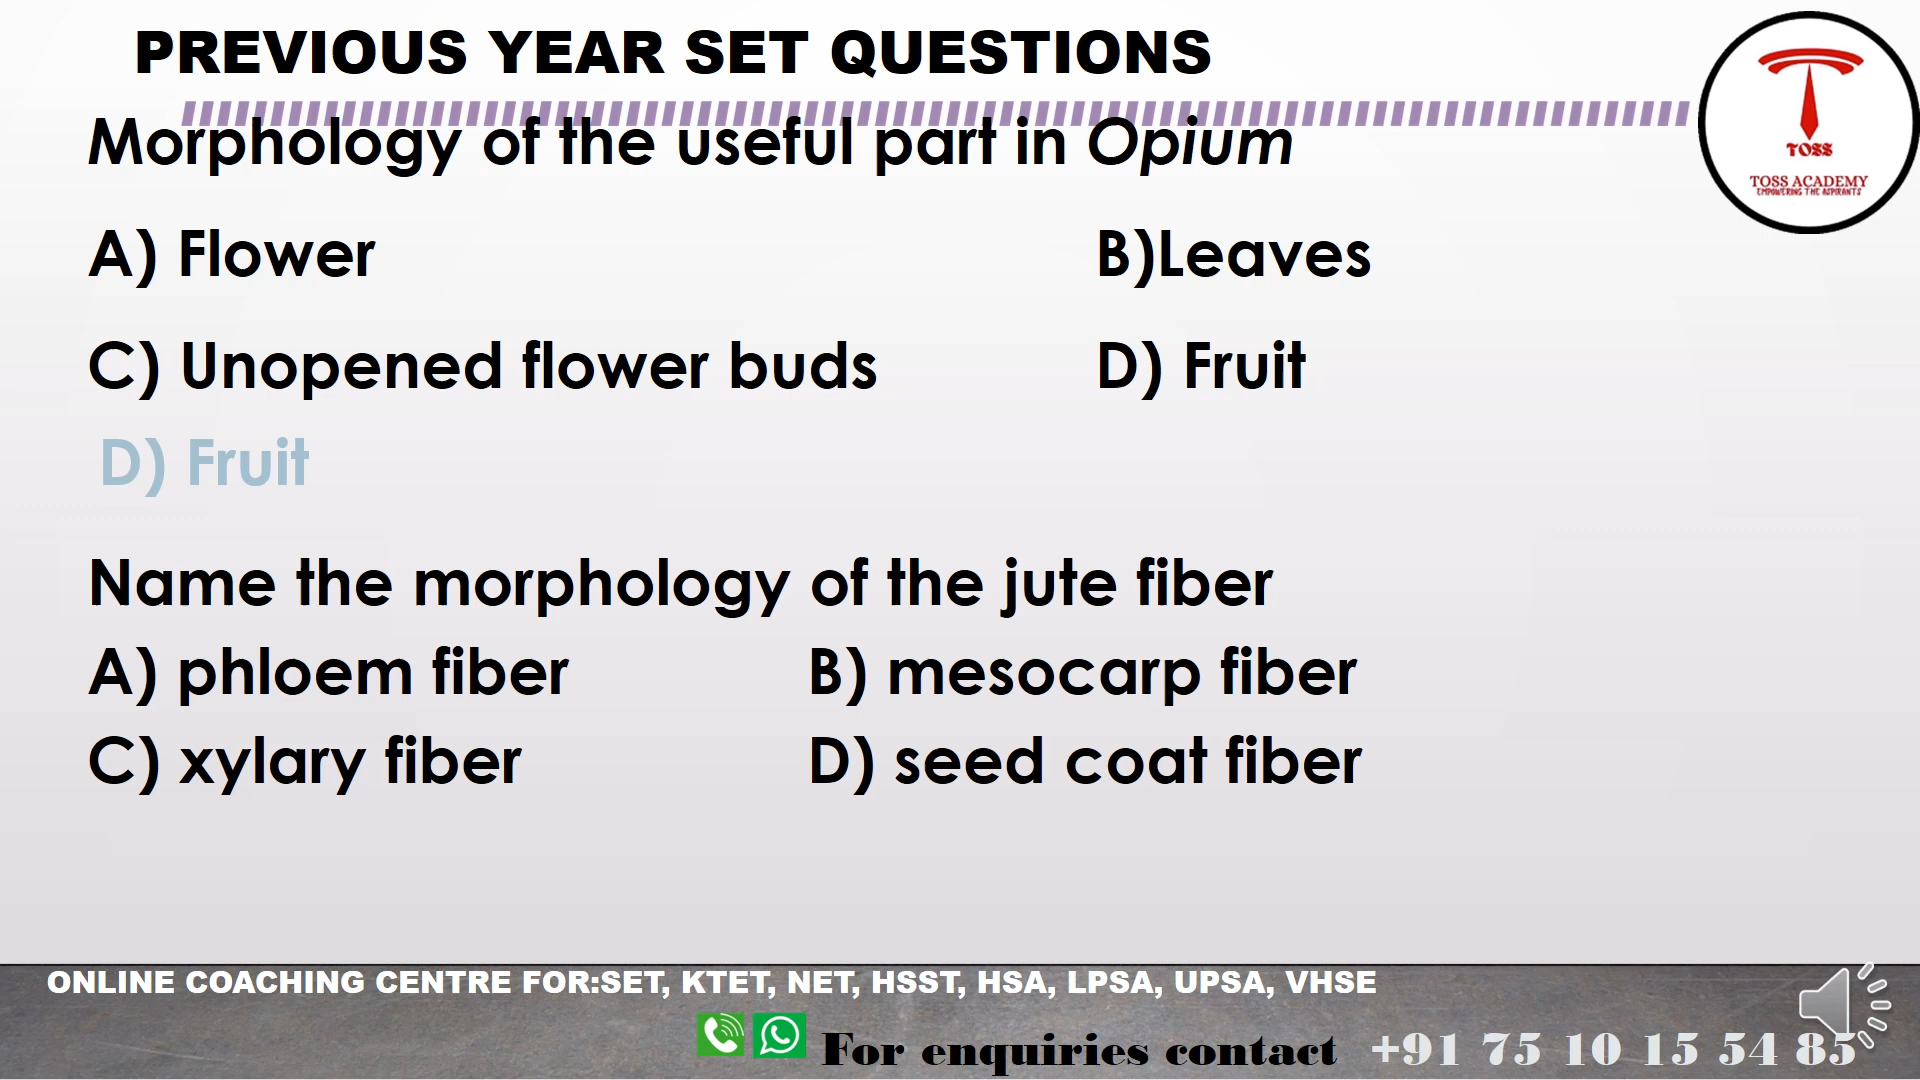 PREVIOUS YEAR SET QUESTIONS
TOSS
TOSS ACADEMY
EMPOWERING THE ASPIRANTS
Morphology of the useful part in Opium
A) Flower B)Leaves
C) Unopened flower buds D) Fruit
D) Fruit
Name the morphology of the jute fiber
A) phloem fiber B) mesocarp fiber
C) xylary fiber D) seed coat fiber
ONLINE COACHING CENTRE FOR:SET, KTET, NET, HSST, HSA, LPSA, UPSA, VHSE
For enquiries contact +91 75 10 15 54 85